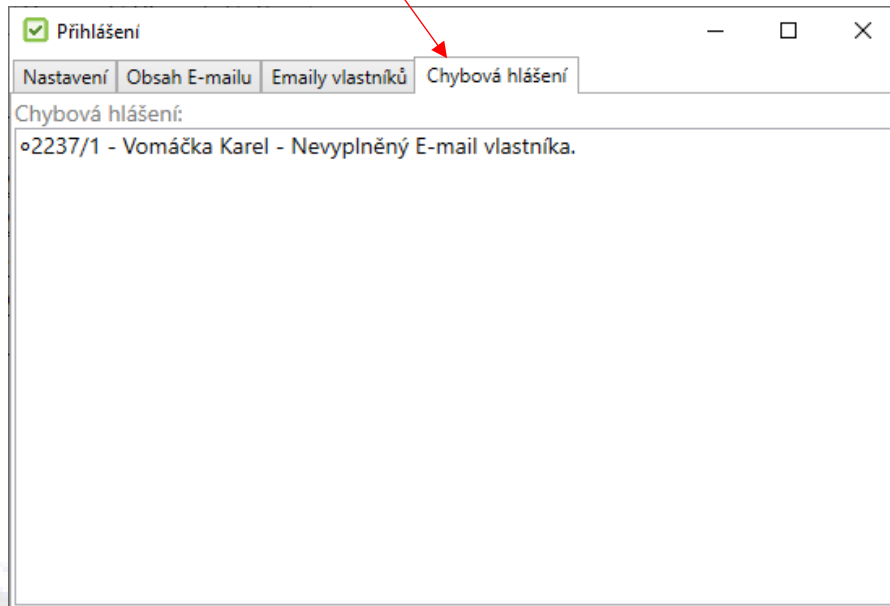 Přihlášení
Nastavení Obsah E-mailu Emaily vlastníků Chybová hlášení
Chybová hlášení:
∘2237/1 - Vomáčka Karel - Nevyplněný E-mail vlastníka.